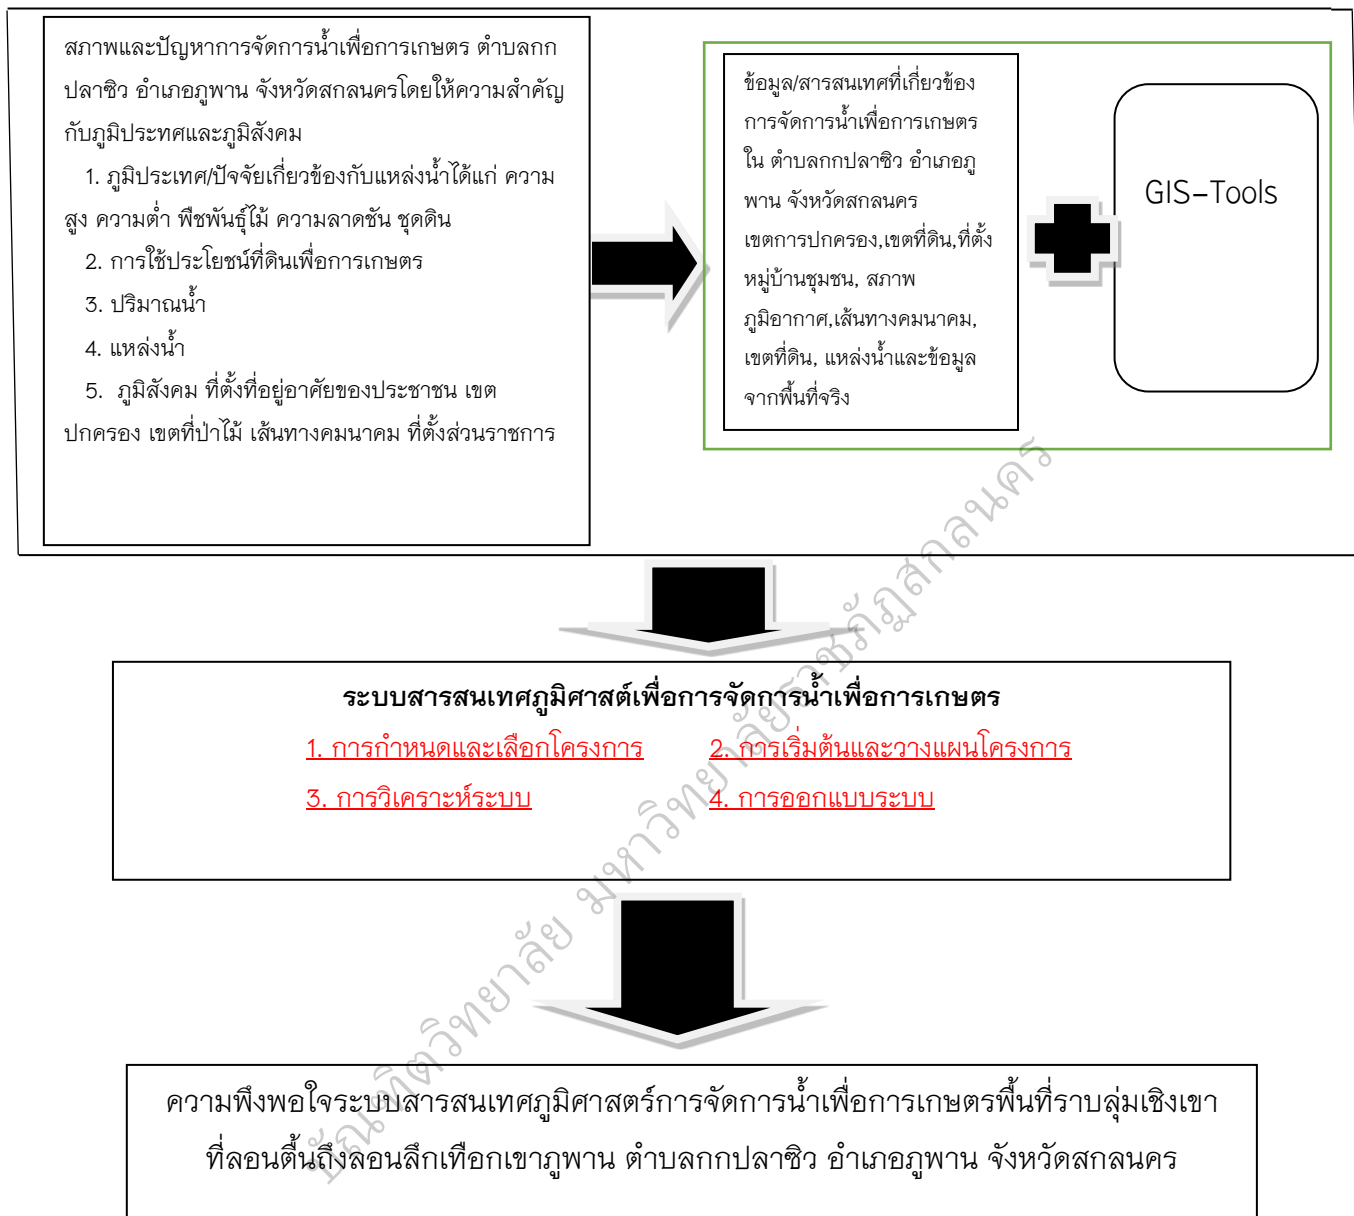 สภาพและปัญหาการจัดการน้ำเพื่อการเกษตร ตำบลกก
ปลาซิว อำเภอภูพาน จังหวัดสกลนครโดยให้ความสำคัญ
กับภูมิประทศและภูมิสังคม
1. ภูมิประเทศ/ปัจจัยเกี่ยวข้องกับแหล่งน้ำได้แก่ ความ
สูง ความต่ำ พืชพันธุ์ไม้ ความลาดชัน ชุดดิน
2. การใช้ประโยชน์ที่ดินเพื่อการเกษตร
3. ปริมาณน้ำ
4. แหล่งน้ำ
5. ภูมิสังคม ที่ตั้งที่อยู่อาศัยของประชาชน เขต
ปกครอง เขตที่ป่าไม้ เส้นทางคมนาคม ที่ตั้งส่วนราชการ
ข้อมูล/สารสนเทศที่เกี่ยวข้อง
การจัดการน้ำเพื่อการเกษตร
ใน ตำบลกกปลาซิว อำเภอภู
พาน จังหวัดสกลนคร
เขตการปกครอง,เขตที่ดิน,ที่ตั้ง
หมู่บ้านชุมชน, สภาพ
ภูมิอากาศ,เส้นทางคมนาคม,
เขตที่ดิน, แหล่งน้ำและข้อมูล
จากพื้นที่จริง
GIS-Tools
ระบบสารสนเทศภูมิศาสต์เพื่อการจัดการน้ำเพื่อการเกษตร
1. การกำหนดและเลือกโครงการ 2. การเริ่มต้นและวางแผนโครงการ
3. การวิเคราะห์ระบบ 4. การออกแบบระบบ
ความพึงพอใจระบบสารสนเทศภูมิศาสตร์การจัดการน้ำเพื่อการเกษตรพื้นที่ราบลุ่มเชิงเขา
ที่ลอนตื้นถึงลอนลึกเทือกเขาภูพาน ตำบลกกปลาซิว อำเภอภูพาน จังหวัดสกลนคร
บัณฑิตวิทยาลัย มหาวิทยาลัยราชภัฏสกลนคร